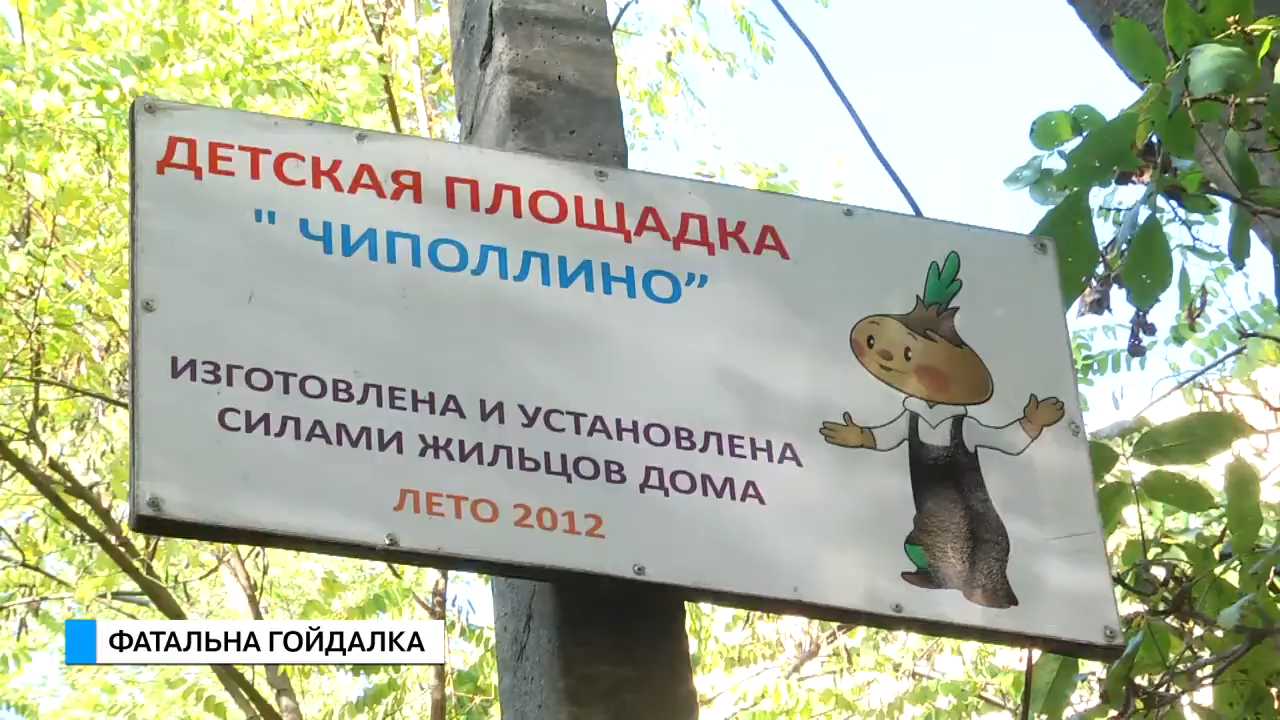 ДЕТСКАЯ ПЛОЩАДКА
" ЧИПОЛЛИНО”
ИЗГОТОВЛЕНА И УСТАНОВЛЕНА
СИЛАМИ ЖИЛЬЦОВ ДОМА
ЛЕТО 2012
ФАТАЛЬНА ГОЙДАЛКА